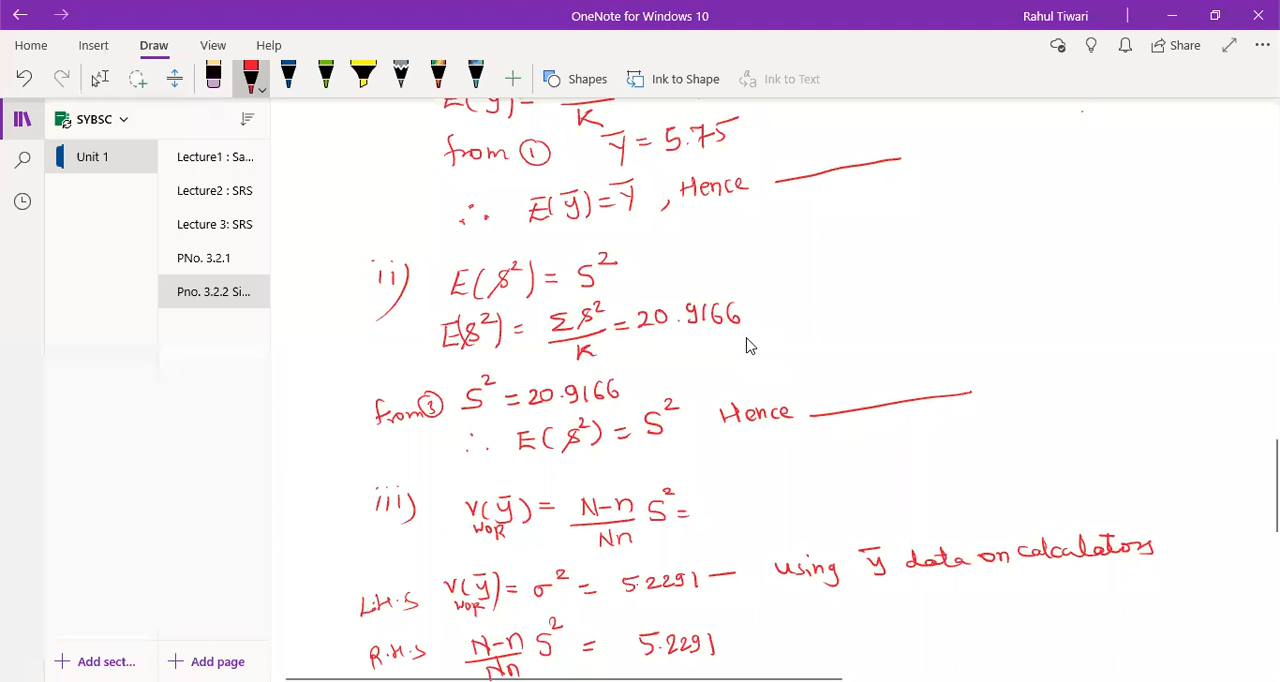 OneNote for Windows 10
Rahul Tiwari
Home Insert Draw View Help
Share
Shapes
Ink to Shape
Ink to Text
SYBSC
Unit 1
Lecture1 : Sa...
Lecture2 : SRS
Lecture 3: SRS
PNo. 3.2.1
Pno. 3.2.2 Si...
Add sect...
Add page
E(ȳ) =
K
from ① Ȳ = 5.75
∴ E(ȳ) = Ȳ , Hence
ii) E(s²) = S²
E(s²) = Σs²/K = 20.9166
from ③ S² = 20.9166
∴ E(s²) = S² Hence
iii) V(ȳ) WOR = N-n/Nn S² =
L.H.S V(ȳ) WOR = σ² = 5.2291 — using ȳ data on calculators
R.H.S N-n/Nn S² = 5.2291